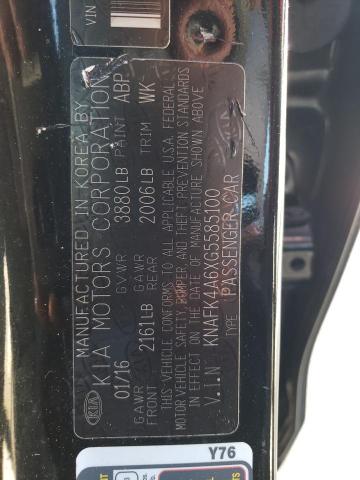 MANUFACTURED IN KOREA BY
KIA MOTORS CORPORATION
01/16 GVWR 3880LB PAINT ABP
GAWR FRONT 2161LB GAWR REAR 2006LB TRIM WK
THIS VEHICLE CONFORMS TO ALL APPLICABLE U.S.A. FEDERAL
MOTOR VEHICLE SAFETY, BUMPER AND THEFT PREVENTION STANDARDS
IN EFFECT ON THE DATE OF MANUFACTURE SHOWN ABOVE
V.I.N KNAFK4A6XG5585100
TYPE PASSENGER CAR
KIA
VIN
Y76